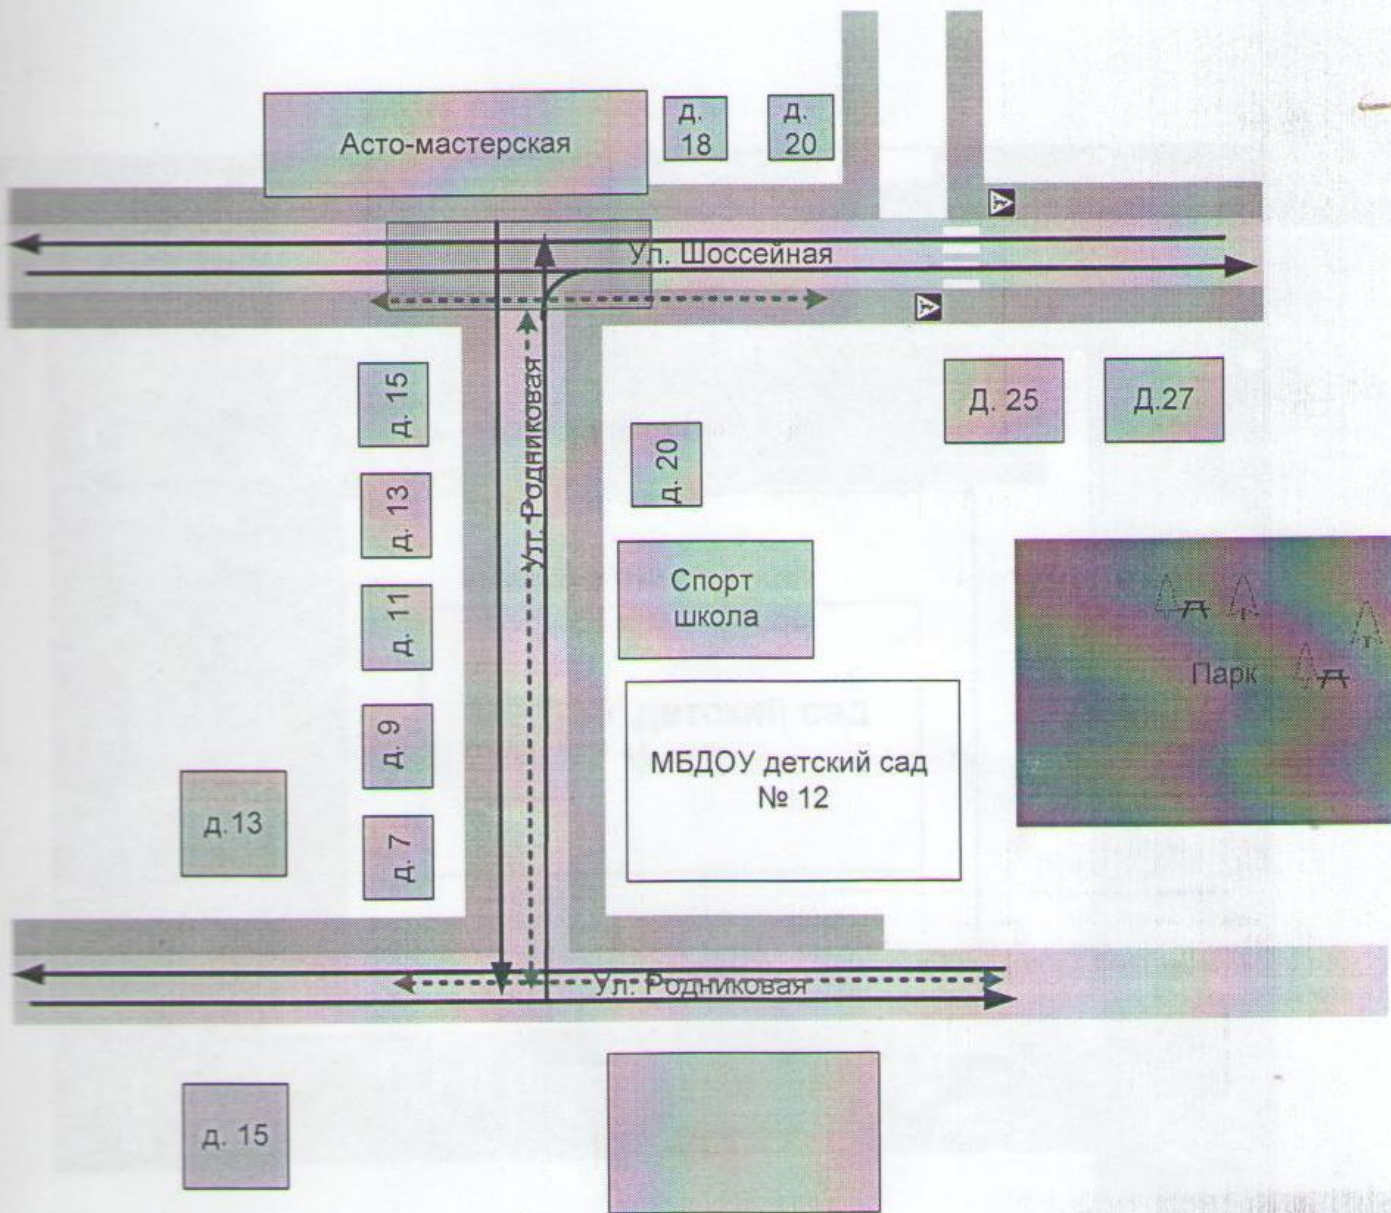 Асто-мастерская
д.
18
д.
20
Ул. Шоссейная
д. 15
Ул. Родниковая
Д. 25
Д.27
д. 20
д. 13
Спорт
школа
д. 11
Парк
д. 9
МБДОУ детский сад
№ 12
д.13
д. 7
Ул. Родниковая
д. 15